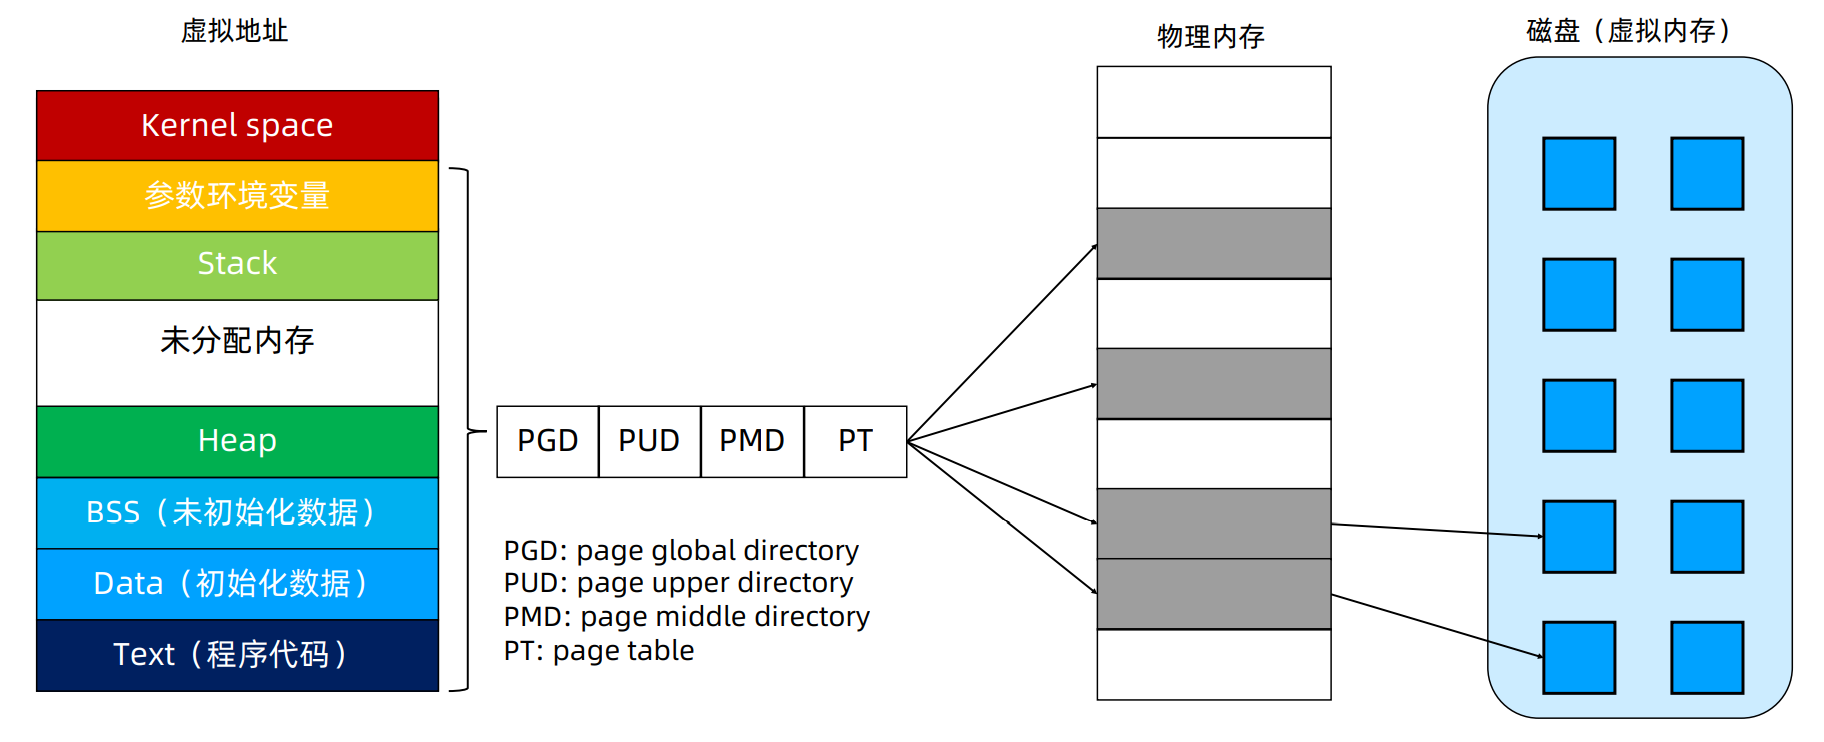 虚拟地址
Kernel space
参数环境变量
Stack
未分配内存
Heap
BSS（未初始化数据）
Data（初始化数据）
Text（程序代码）
PGD
PUD
PMD
PT
PGD: page global directory
PUD: page upper directory
PMD: page middle directory
PT: page table
物理内存
磁盘（虚拟内存）